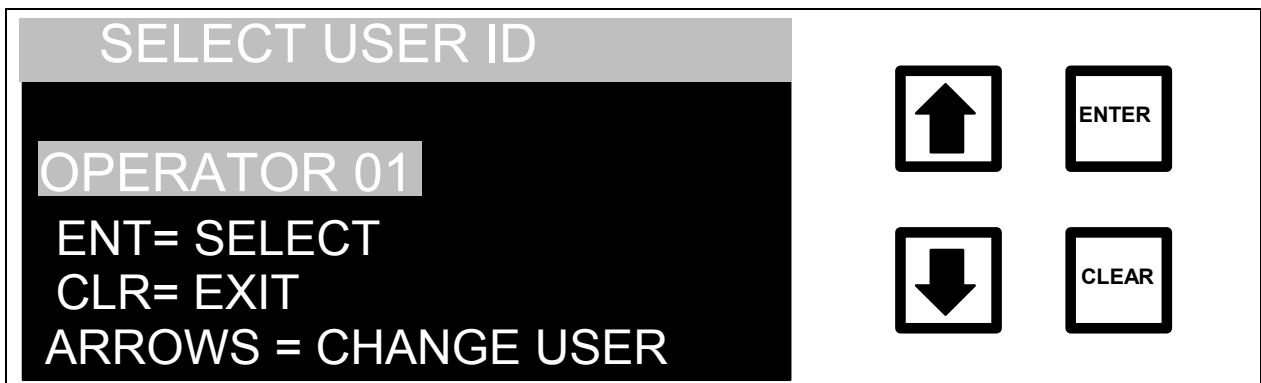 SELECT USER ID
OPERATOR 01
ENT= SELECT
CLR= EXIT
ARROWS = CHANGE USER
ENTER
CLEAR